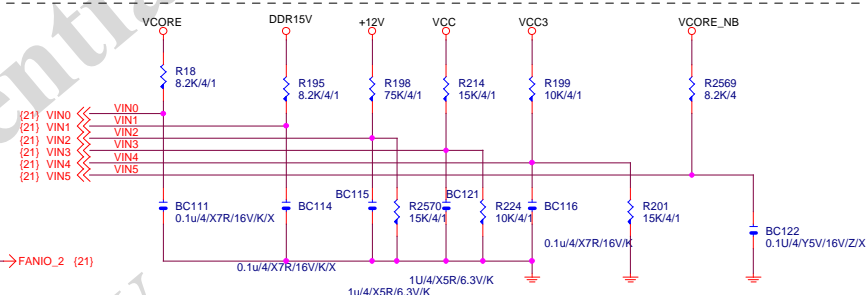 VCORE
DDR15V
+12V
VCC
VCC3
VCORE_NB
R18
8.2K/4/1
R195
8.2K/4/1
R198
75K/4/1
R214
15K/4/1
R199
10K/4/1
R2569
8.2K/4
{21} VIN0
{21} VIN1
{21} VIN2
{21} VIN3
{21} VIN4
{21} VIN5
VIN0
VIN1
VIN2
VIN3
VIN4
VIN5
BC111
0.1u/4/X7R/16V/K/X
BC114
0.1u/4/X7R/16V/K/X
BC115
1u/4/X5R/6.3V/K
R2570
15K/4/1
BC121
1U/4/X5R/6.3V/K
R224
10K/4/1
BC116
0.1u/4/X7R/16V/K
R201
15K/4/1
BC122
0.1U/4/Y5V/16V/Z/X
FANIO_2 {21}